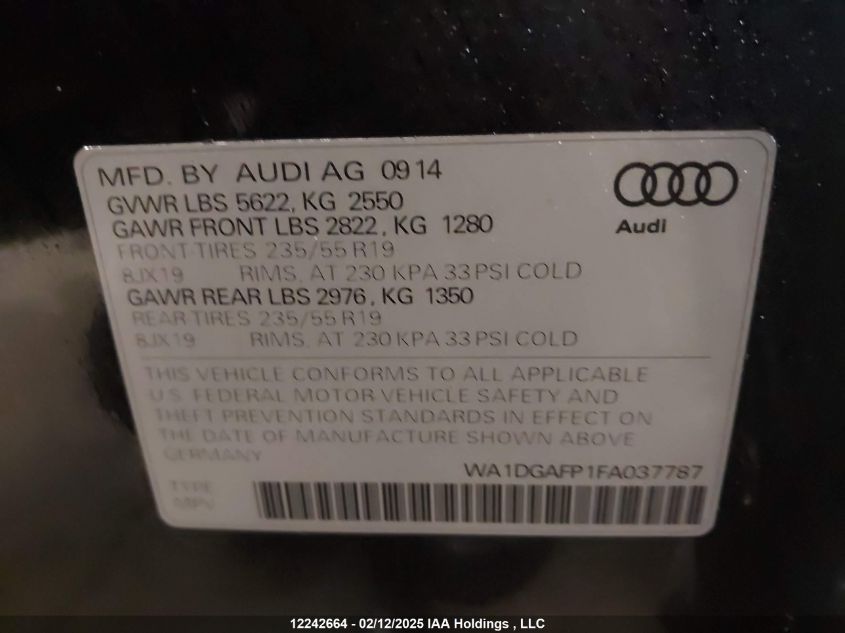 MFD. BY AUDI AG 0914
GVWR LBS 5622, KG 2550
GAWR FRONT LBS 2822, KG 1280
FRONT TIRES 235/55 R19
8JX19 RIMS, AT 230 KPA 33 PSI COLD
GAWR REAR LBS 2976, KG 1350
REAR TIRES 235/55 R19
8JX19 RIMS, AT 230 KPA 33 PSI COLD
Audi
THIS VEHICLE CONFORMS TO ALL APPLICABLE
U.S. FEDERAL MOTOR VEHICLE SAFETY AND
THEFT PREVENTION STANDARDS IN EFFECT ON
THE DATE OF MANUFACTURE SHOWN ABOVE
GERMANY
WA1DGAFP1FA037787
TYPE
MPV
12242664 - 02/12/2025 IAA Holdings , LLC